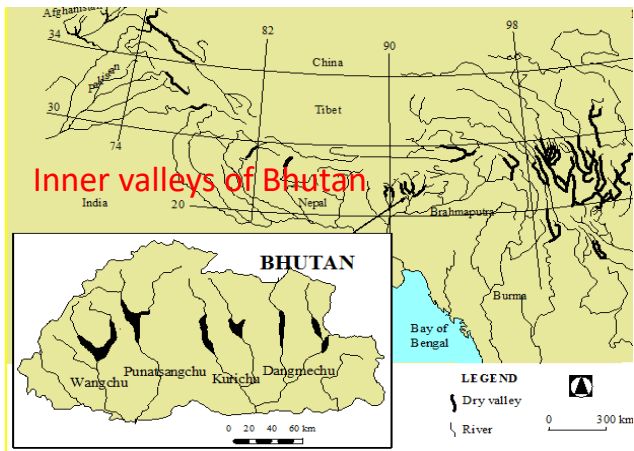 Afghanistan
34
82
98
China
90
Pakistan
30
Tibet
74
Inner valleys of Bhutan
India
20
Nepal
Brahmaputra
BHUTAN
Burma
Bay of
Bengal
Punatsangchu
Wangchu
Kurichu
Dangmechu
0 20 40 60 km
LEGEND
Dry valley
River
0 300 km